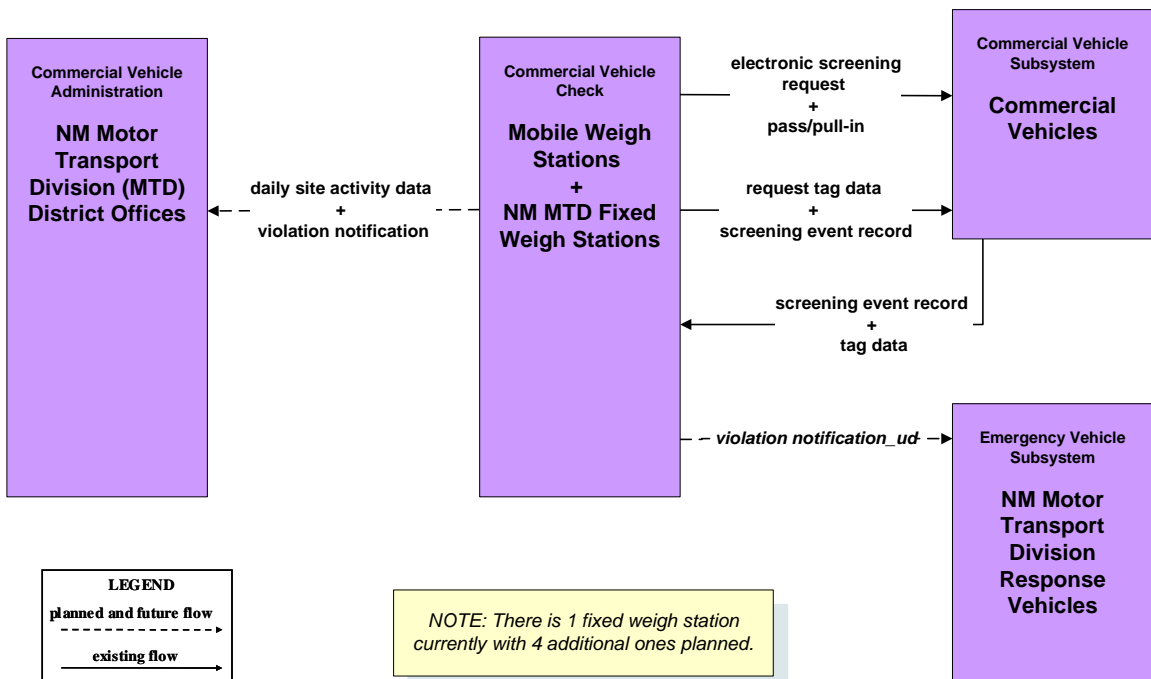 Commercial Vehicle
Administration
NM Motor
Transport
Division (MTD)
District Offices
daily site activity data
+
violation notification
Commercial Vehicle
Check
Mobile Weigh
Stations
+
NM MTD Fixed
Weigh Stations
electronic screening
request
+
pass/pull-in
request tag data
+
screening event record
screening event record
+
tag data
violation notification_ud
Commercial Vehicle
Subsystem
Commercial
Vehicles
Emergency Vehicle
Subsystem
NM Motor
Transport
Division
Response
Vehicles
LEGEND
planned and future flow
existing flow
NOTE: There is 1 fixed weigh station
currently with 4 additional ones planned.